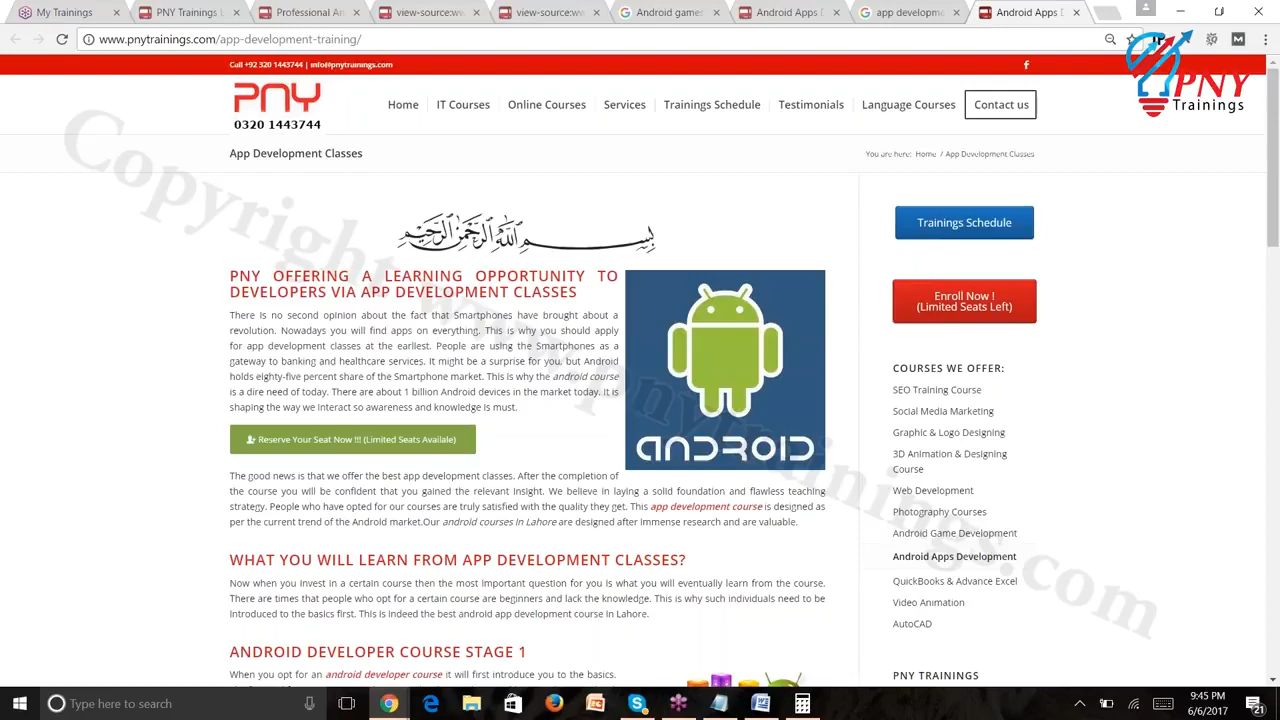 My Trainings
PNY Trainings L
Professional An
view-source:ww
view-source:ww
Android games
Android Apps D
app developme
Android Apps D
www.pnytrainings.com/app-development-training/
Call +92 320 1443744 | info@pnytrainings.com
PNY
Trainings
PNY
0320 1443744
Home
IT Courses
Online Courses
Services
Trainings Schedule
Testimonials
Language Courses
Contact us
App Development Classes
You are here: Home / App Development Classes
بسم الله الرحمن الرحيم
PNY OFFERING A LEARNING OPPORTUNITY TO
DEVELOPERS VIA APP DEVELOPMENT CLASSES
There is no second opinion about the fact that Smartphones have brought about a
revolution. Nowadays you will find apps on everything. This is why you should apply
for app development classes at the earliest. People are using the Smartphones as a
gateway to banking and healthcare services. It might be a surprise for you, but Android
holds eighty-five percent share of the Smartphone market. This is why the android course
is a dire need of today. There are about 1 billion Android devices in the market today. It is
shaping the way we interact so awareness and knowledge is must.
Reserve Your Seat Now !!! (Limited Seats Availale)
ANDROID
The good news is that we offer the best app development classes. After the completion of
the course you will be confident that you gained the relevant insight. We believe in laying a solid foundation and flawless teaching
strategy. People who have opted for our courses are truly satisfied with the quality they get. This app development course is designed as
per the current trend of the Android market.Our android courses in Lahore are designed after immense research and are valuable.
WHAT YOU WILL LEARN FROM APP DEVELOPMENT CLASSES?
Now when you invest in a certain course then the most important question for you is what you will eventually learn from the course.
There are times that people who opt for a certain course are beginners and lack the knowledge. This is why such individuals need to be
introduced to the basics first. This is indeed the best android app development course in Lahore.
ANDROID DEVELOPER COURSE STAGE 1
When you opt for an android developer course it will first introduce you to the basics.
Trainings Schedule
Enroll Now !
(Limited Seats Left)
COURSES WE OFFER:
SEO Training Course
Social Media Marketing
Graphic & Logo Designing
3D Animation & Designing
Course
Web Development
Photography Courses
Android Game Development
Android Apps Development
QuickBooks & Advance Excel
Video Animation
AutoCAD
PNY TRAININGS
Copyright www.pnytrainings.com
Type here to search
9:45 PM
6/6/2017
21